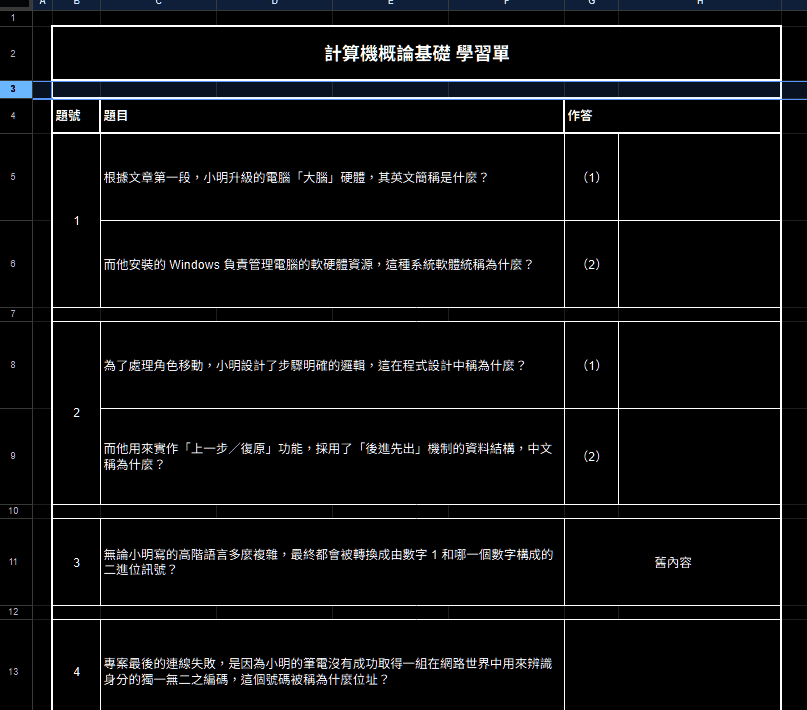 A B C D E F G H
1
2 計算機概論基礎 學習單
3
4 題號 題目 作答
5 根據文章第一段，小明升級的電腦「大腦」硬體，其英文簡稱是什麼？ （1）
1
6 而他安裝的 Windows 負責管理電腦的軟硬體資源，這種系統軟體統稱為什麼？ （2）
7
8 為了處理角色移動，小明設計了步驟明確的邏輯，這在程式設計中稱為什麼？ （1）
2
9 而他用來實作「上一步／復原」功能，採用了「後進先出」機制的資料結構，中文
稱為什麼？ （2）
10
11 3 無論小明寫的高階語言多麼複雜，最終都會被轉換成由數字 1 和哪一個數字構成的
二進位訊號？ 舊內容
12
13 4 專案最後的連線失敗，是因為小明的筆電沒有成功取得一組在網路世界中用來辨識
身分的獨一無二之編碼，這個號碼被稱為什麼位址？